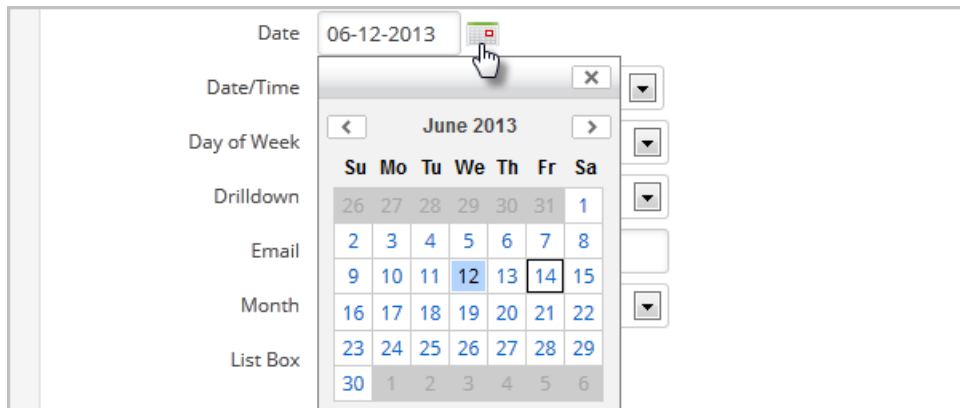 Date 06-12-2013
Date/Time
June 2013
Day of Week
Su Mo Tu We Th Fr Sa
Drilldown
26 27 28 29 30 31 1
Email
2 3 4 5 6 7 8
9 10 11 12 13 14 15
Month
16 17 18 19 20 21 22
List Box
23 24 25 26 27 28 29
30 1 2 3 4 5 6